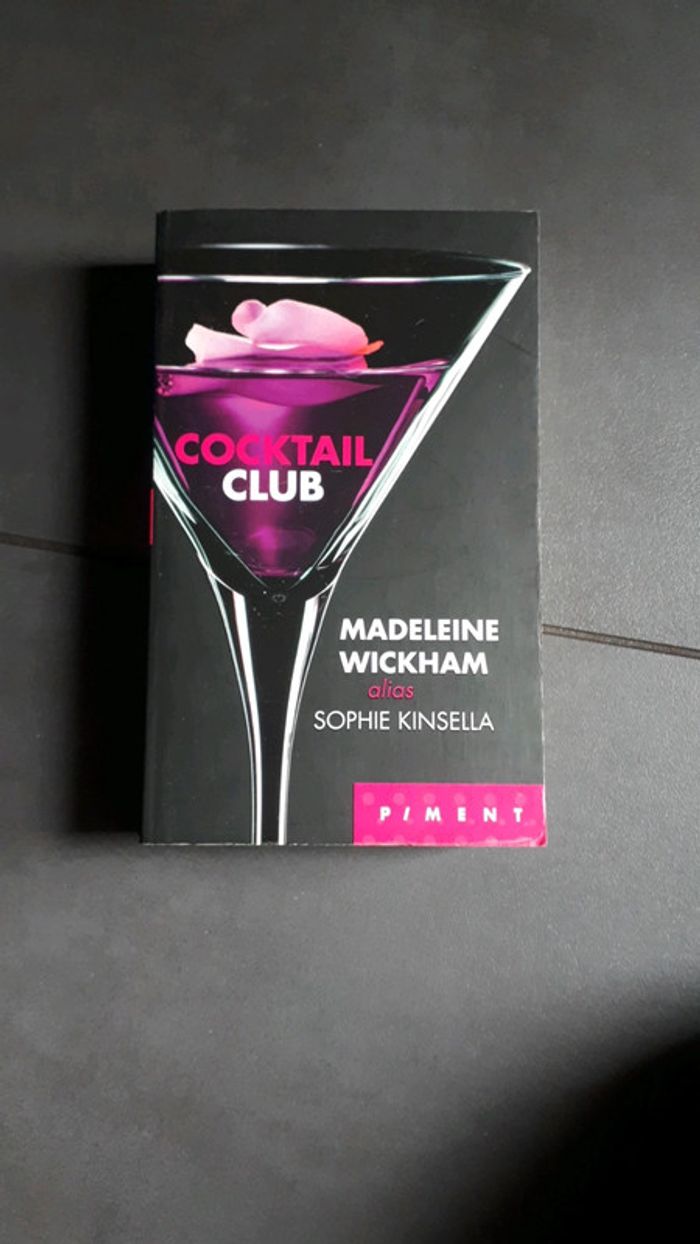 COCKTAIL
CLUB
MADELEINE
WICKHAM
alias
SOPHIE KINSELLA
PIMENT